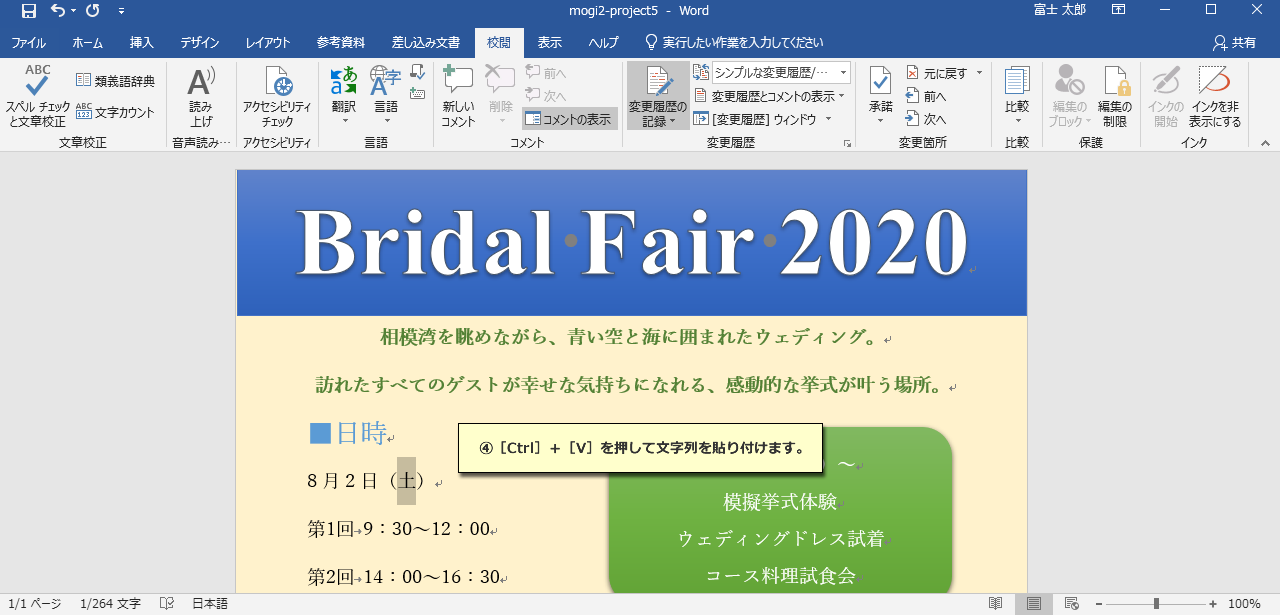 mogi2-project5 - Word
富士 太郎
ファイル ホーム 挿入 デザイン レイアウト 参考資料 差し込み文書 校閲 表示 ヘルプ 実行したい作業を入力してください 共有
ABC
スペル チェックと文章校正
類義語辞典
ABC 123 文字カウント
文章校正
A
読み上げ
音声読み…
アクセシビリティ チェック
アクセシビリティ
あ
翻訳
A字
言語
言語
新しいコメント
削除
前へ
次へ
コメントの表示
コメント
変更履歴の記録
シンプルな変更履歴/…
変更履歴とコメントの表示
[変更履歴] ウィンドウ
変更履歴
承諾
元に戻す
前へ
次へ
変更箇所
比較
比較
編集のブロック
編集の制限
保護
インクの開始
インクを非表示にする
インク
Bridal Fair 2020
相模湾を眺めながら、青い空と海に囲まれたウェディング。
訪れたすべてのゲストが幸せな気持ちになれる、感動的な挙式が叶う場所。
■日時
④［Ctrl］＋［V］を押して文字列を貼り付けます。
8月2日（土）
第1回→9：30～12：00
第2回→14：00～16：30
～
模擬挙式体験
ウェディングドレス試着
コース料理試食会
1/1 ページ 1/264 文字 日本語 100%